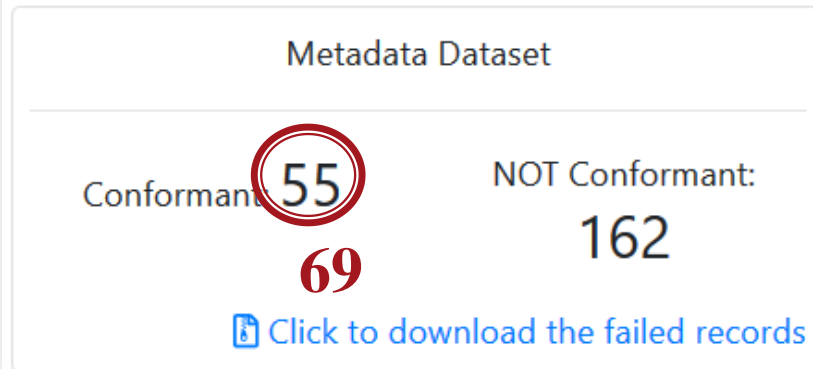 Metadata Dataset
Conformant: 55
NOT Conformant:
162
69
Click to download the failed records